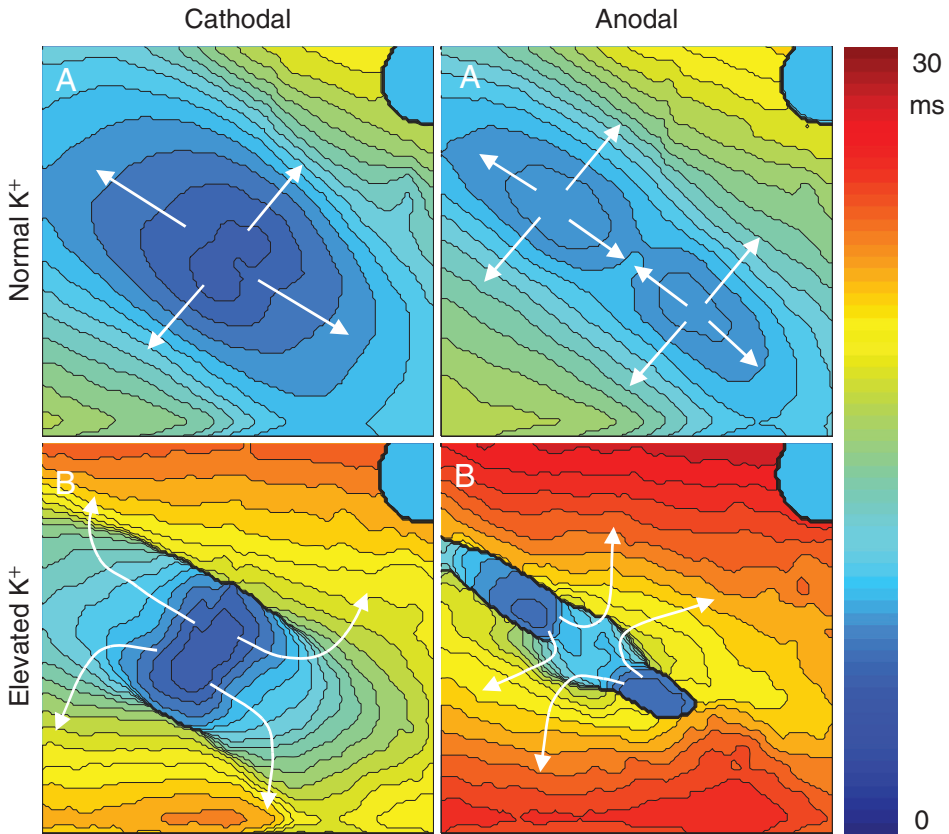 Cathodal
Anodal
Normal K⁺
A
A
30
ms
Elevated K⁺
B
B
0